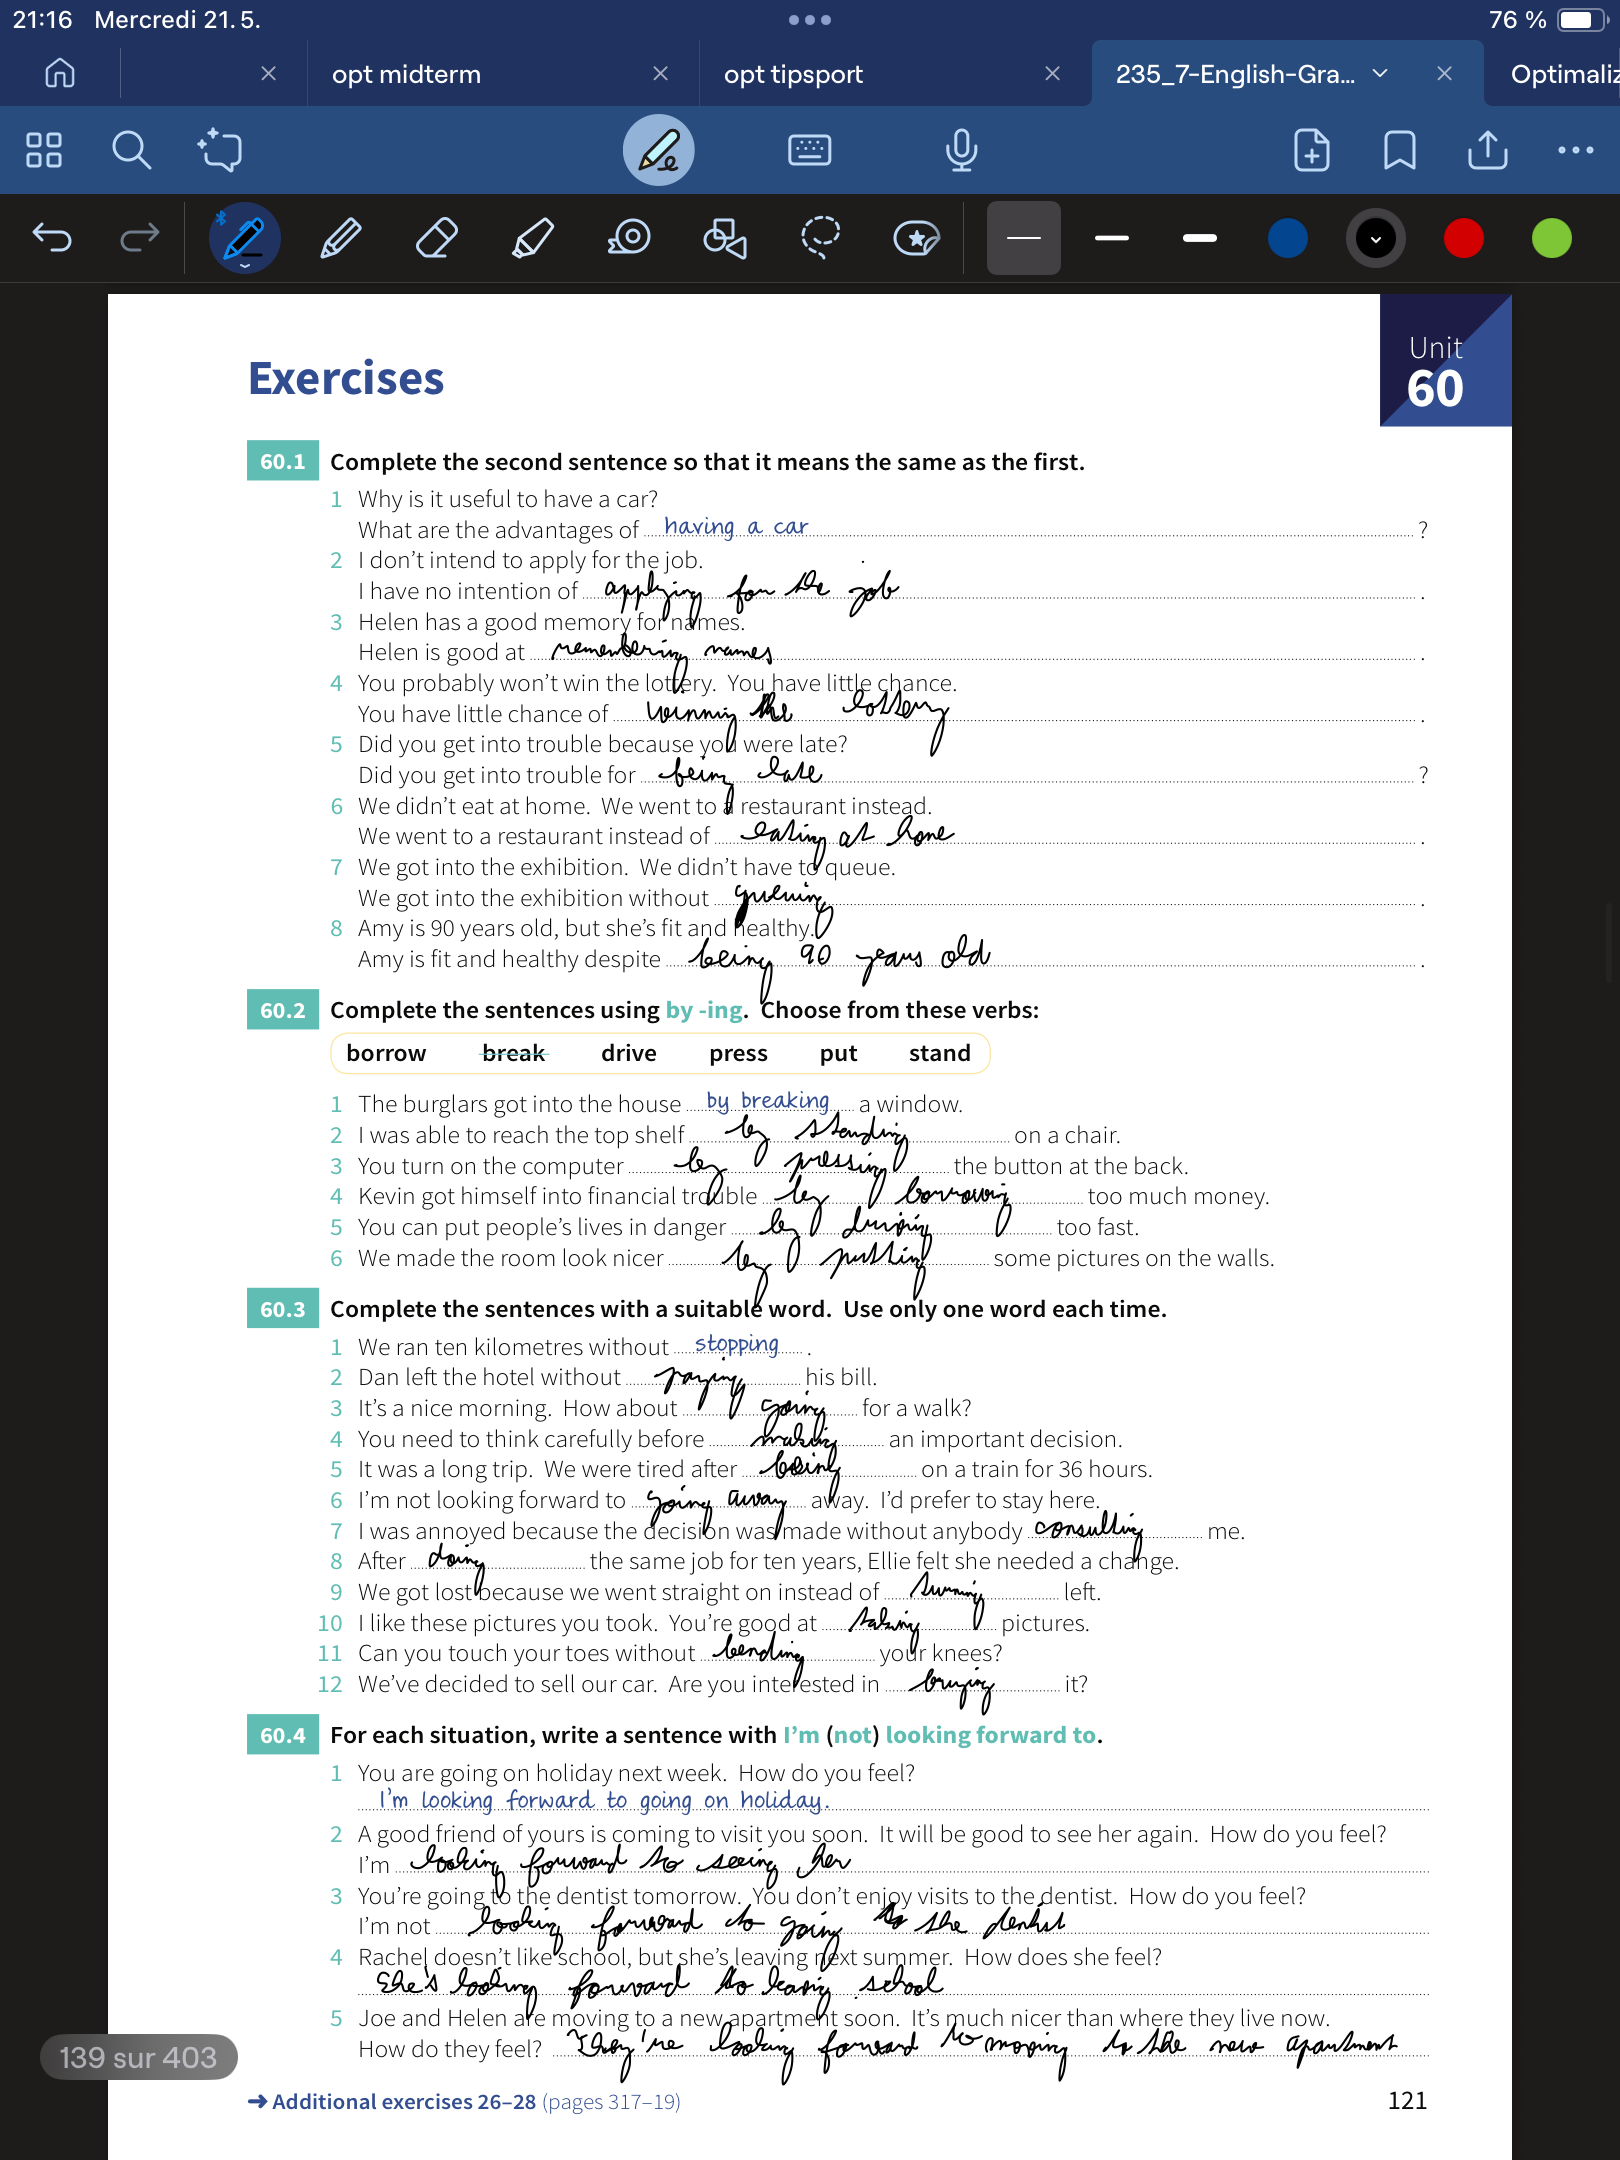 21:16 Mercredi 21.5. 76 %
opt midterm opt tipsport 235_7-English-Gra... Optimaliz
Unit
60
Exercises
60.1 Complete the second sentence so that it means the same as the first.
1 Why is it useful to have a car?
What are the advantages of having a car ?
2 I don't intend to apply for the job.
I have no intention of applying for the job .
3 Helen has a good memory for names.
Helen is good at remembering names .
4 You probably won't win the lottery. You have little chance.
You have little chance of winning the lottery .
5 Did you get into trouble because you were late?
Did you get into trouble for being late ?
6 We didn't eat at home. We went to a restaurant instead.
We went to a restaurant instead of eating at home .
7 We got into the exhibition. We didn't have to queue.
We got into the exhibition without queuing .
8 Amy is 90 years old, but she's fit and healthy.
Amy is fit and healthy despite being 90 years old .
60.2 Complete the sentences using by -ing. Choose from these verbs:
borrow break drive press put stand
1 The burglars got into the house by breaking a window.
2 I was able to reach the top shelf by standing on a chair.
3 You turn on the computer by pressing the button at the back.
4 Kevin got himself into financial trouble by borrowing too much money.
5 You can put people's lives in danger by driving too fast.
6 We made the room look nicer by putting some pictures on the walls.
60.3 Complete the sentences with a suitable word. Use only one word each time.
1 We ran ten kilometres without stopping .
2 Dan left the hotel without paying his bill.
3 It's a nice morning. How about going for a walk?
4 You need to think carefully before making an important decision.
5 It was a long trip. We were tired after being on a train for 36 hours.
6 I'm not looking forward to going away away. I'd prefer to stay here.
7 I was annoyed because the decision was made without anybody consulting me.
8 After doing the same job for ten years, Ellie felt she needed a change.
9 We got lost because we went straight on instead of turning left.
10 I like these pictures you took. You're good at taking pictures.
11 Can you touch your toes without bending your knees?
12 We've decided to sell our car. Are you interested in buying it?
60.4 For each situation, write a sentence with I'm (not) looking forward to.
1 You are going on holiday next week. How do you feel?
I'm looking forward to going on holiday.
2 A good friend of yours is coming to visit you soon. It will be good to see her again. How do you feel?
I'm looking forward to seeing her
3 You're going to the dentist tomorrow. You don't enjoy visits to the dentist. How do you feel?
I'm not looking forward to going to the dentist
4 Rachel doesn't like school, but she's leaving next summer. How does she feel?
She's looking forward to leaving school
5 Joe and Helen are moving to a new apartment soon. It's much nicer than where they live now.
How do they feel? They're looking forward to moving to the new apartment
139 sur 403
➜ Additional exercises 26–28 (pages 317–19) 121